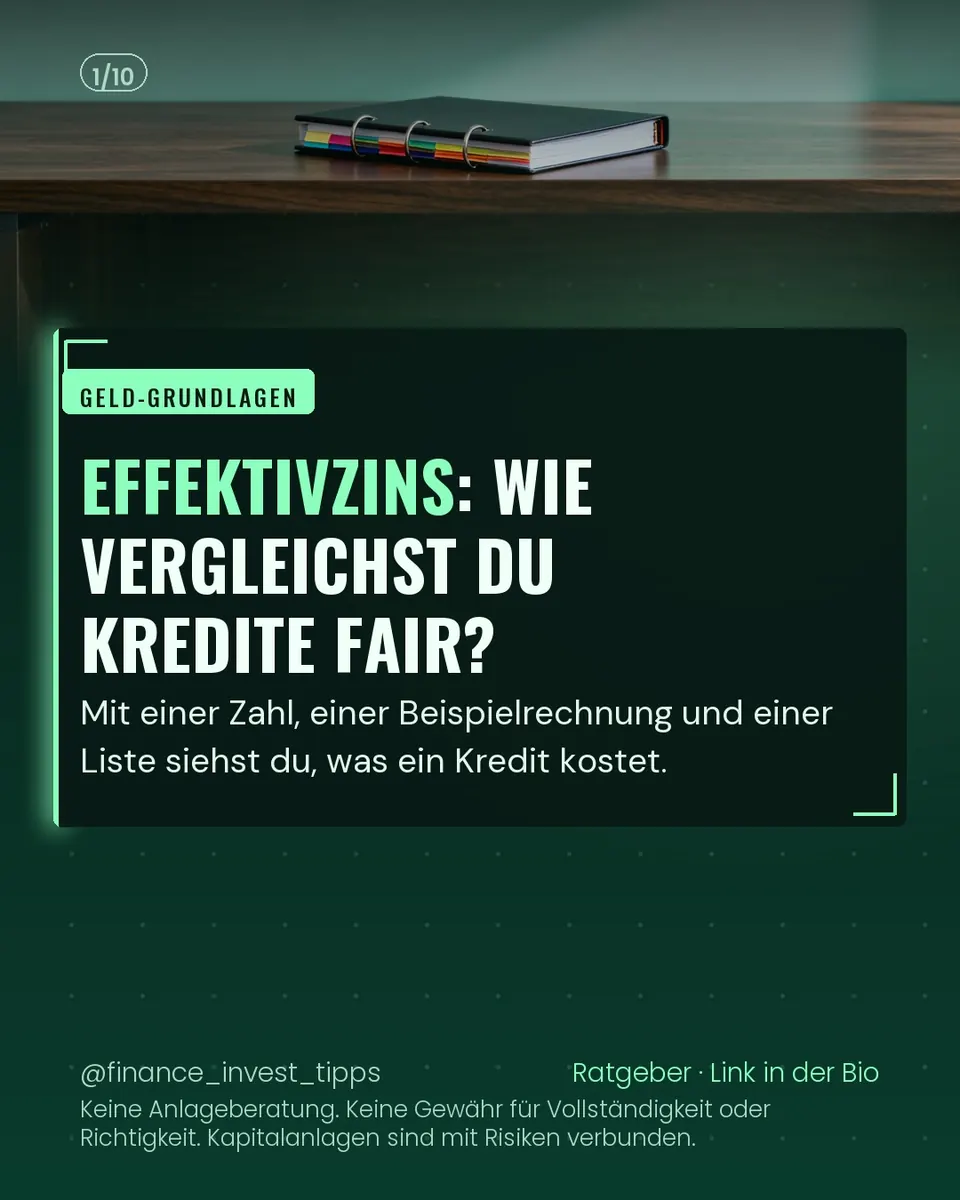 1/10
GELD-GRUNDLAGEN
EFFEKTIVZINS: WIE
VERGLEICHST DU
KREDITE FAIR?
Mit einer Zahl, einer Beispielrechnung und einer
Liste siehst du, was ein Kredit kostet.
@finance_invest_tipps
Ratgeber · Link in der Bio
Keine Anlageberatung. Keine Gewähr für Vollständigkeit oder
Richtigkeit. Kapitalanlagen sind mit Risiken verbunden.